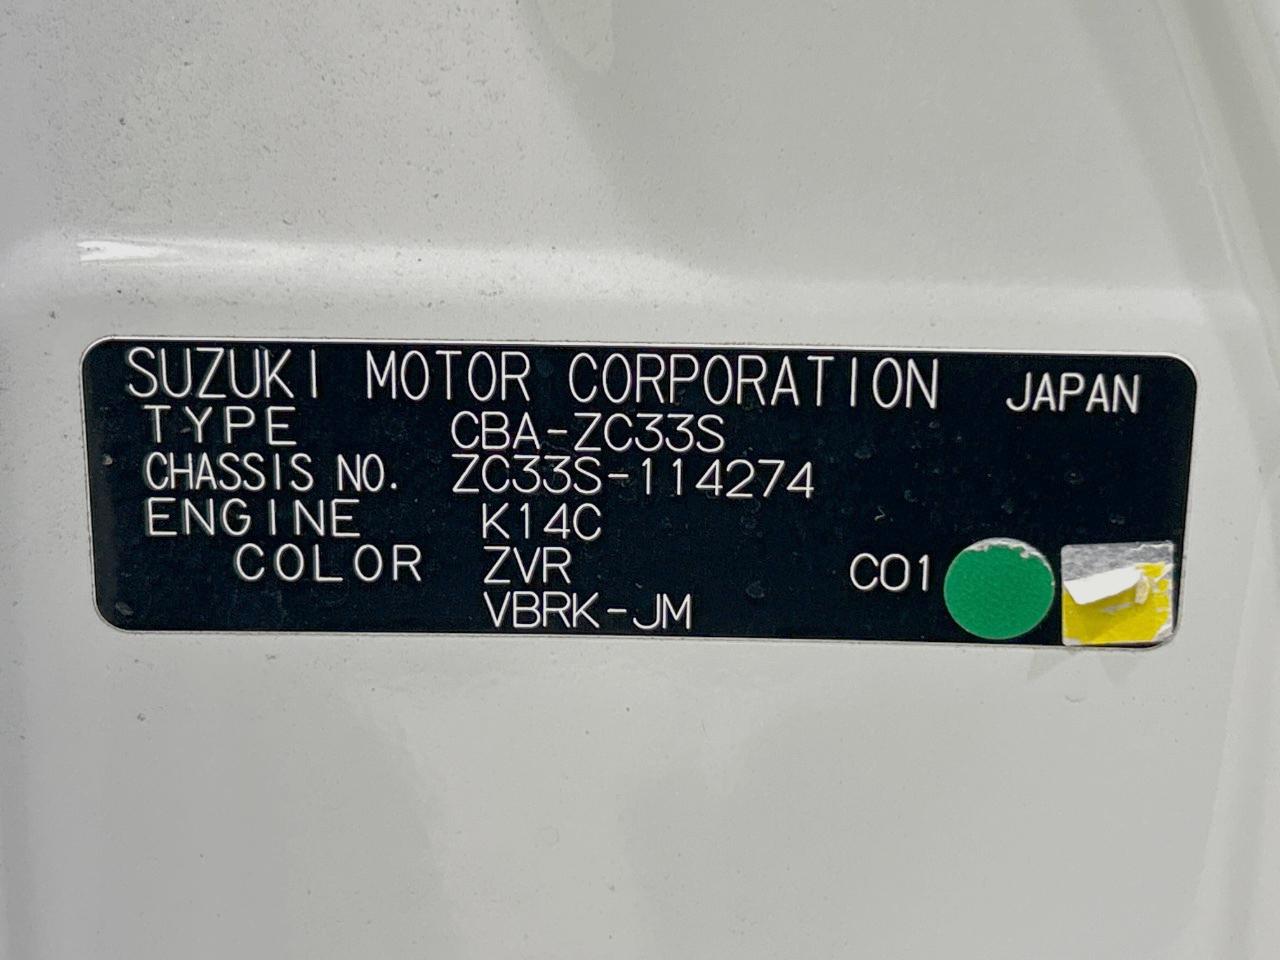 SUZUKI MOTOR CORPORATION JAPAN
TYPE CBA-ZC33S
CHASSIS NO. ZC33S-114274
ENGINE K14C
COLOR ZVR C01
VBRK-JM